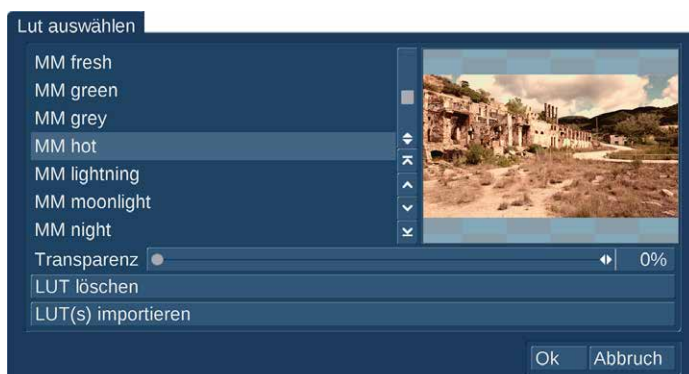 Lut auswählen
MM fresh
MM green
MM grey
MM hot
MM lightning
MM moonlight
MM night
Transparenz 0%
LUT löschen
LUT(s) importieren
Ok Abbruch